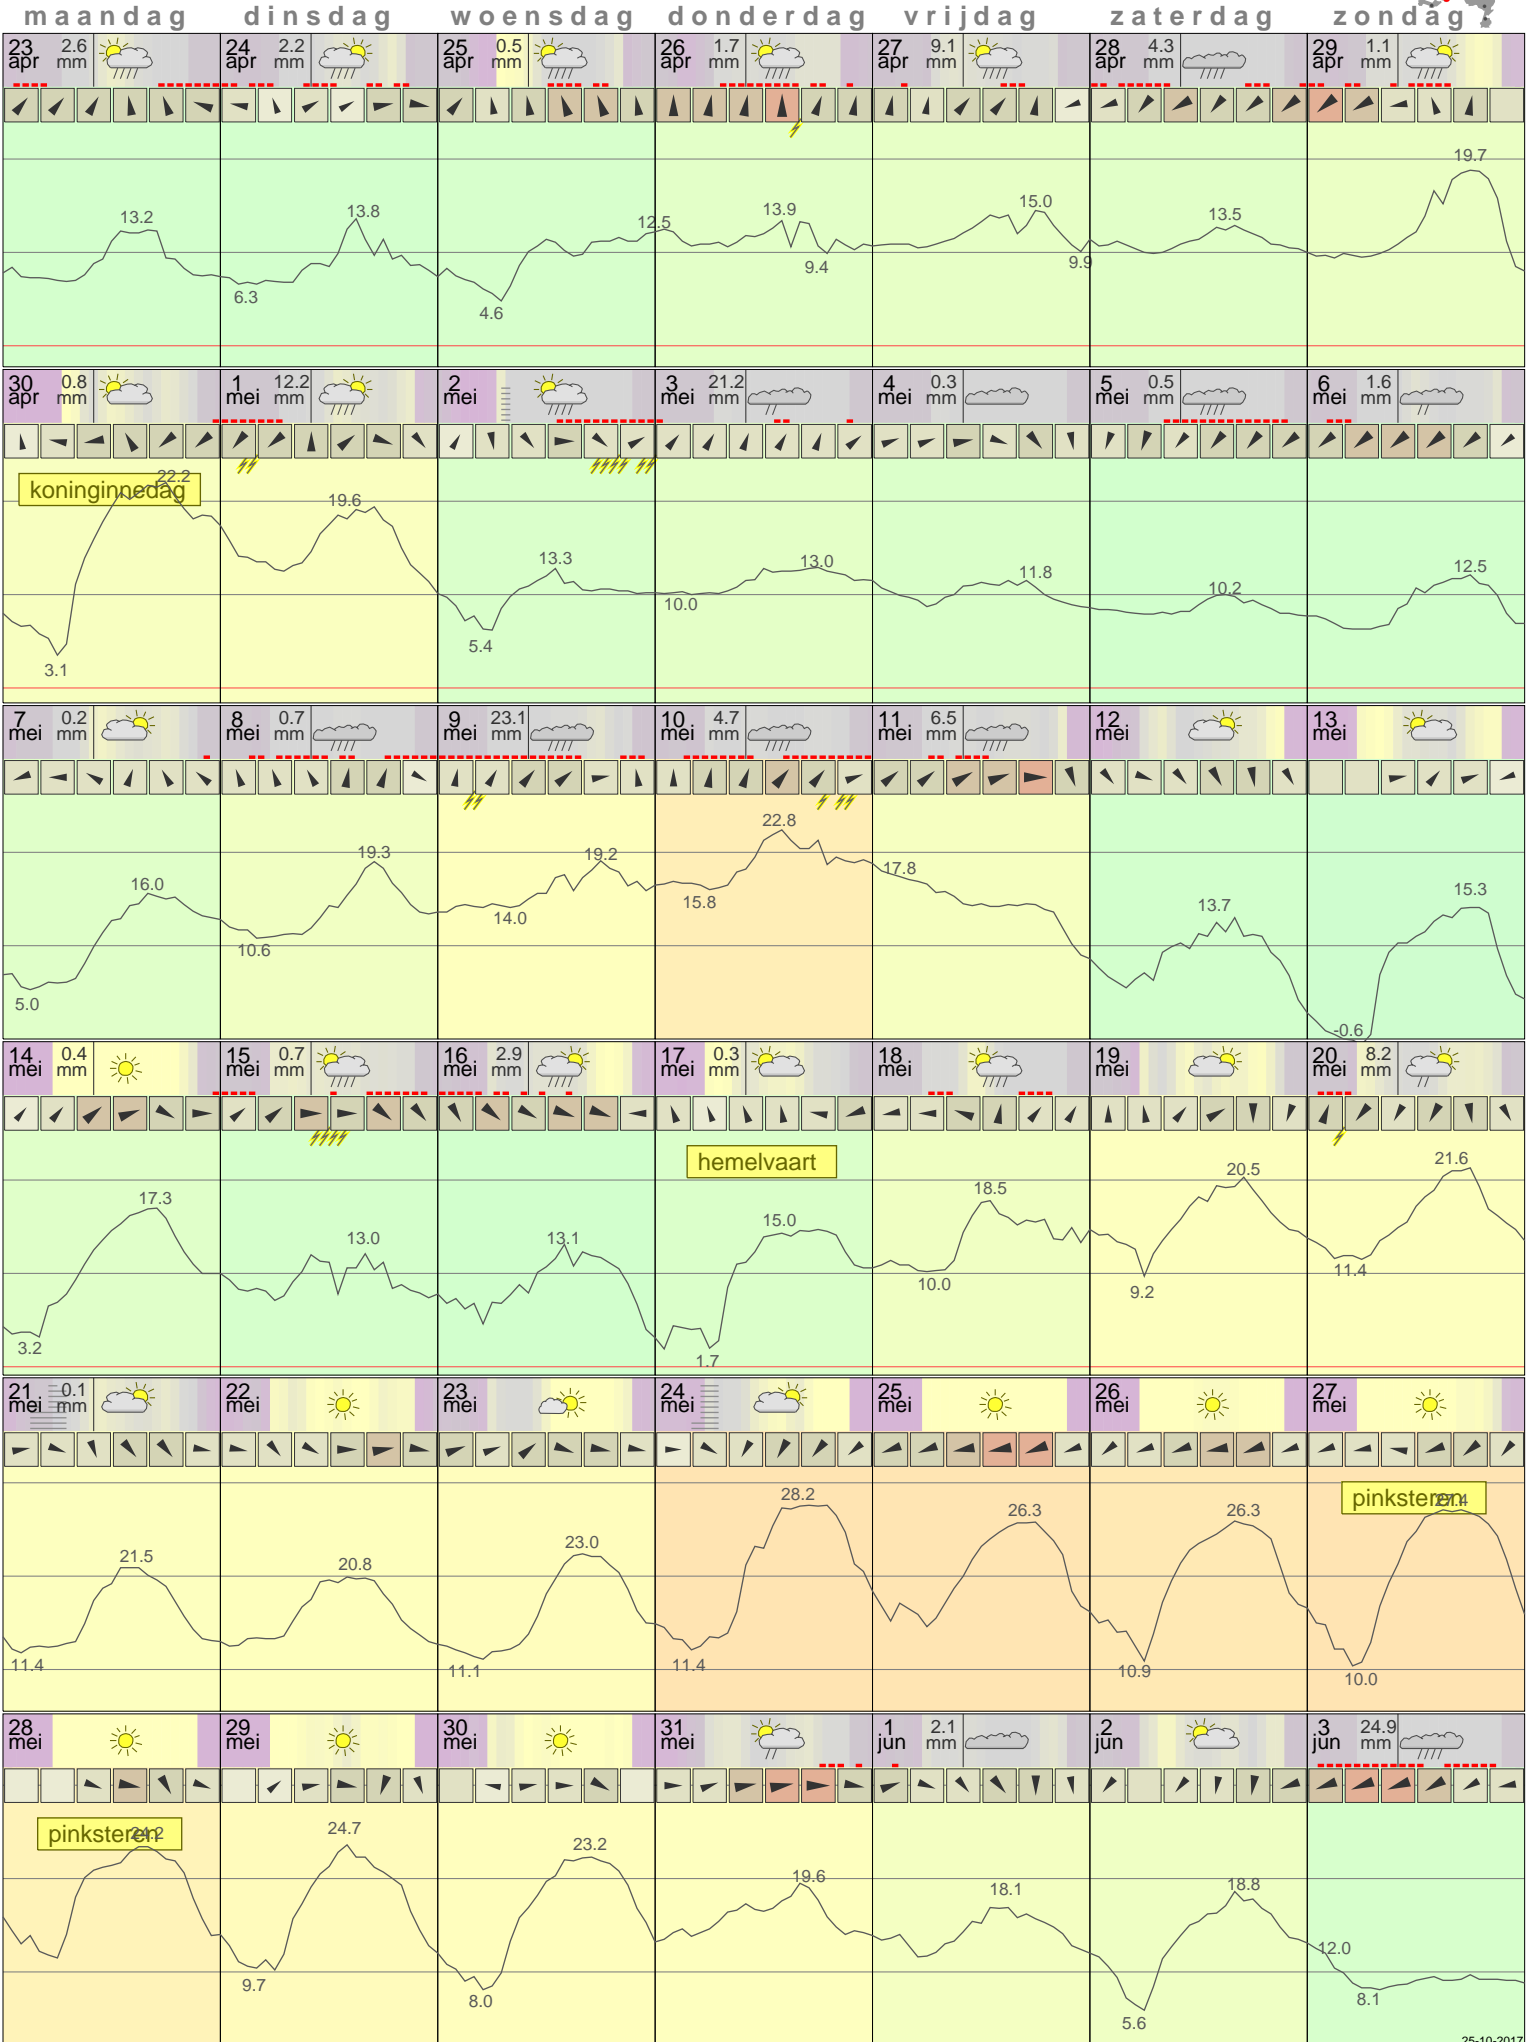 maandag dinsdag woensdag donderdag vrijdag zaterdag zondag
23 apr 2.6 mm 24 apr 2.2 mm 25 apr 0.5 mm 26 apr 1.7 mm 27 apr 9.1 mm 28 apr 4.3 mm 29 apr 1.1 mm
13.2 6.3 13.8 4.6 12.5 13.9 9.4 15.0 9.9 13.5 19.7
30 apr 0.8 mm 1 mei 12.2 mm 2 mei 3 mei 21.2 mm 4 mei 0.3 mm 5 mei 0.5 mm 6 mei 1.6 mm
koninginnedag
3.1 22.2 19.6 5.4 13.3 10.0 13.0 11.8 10.2 12.5
7 mei 0.2 mm 8 mei 0.7 mm 9 mei 23.1 mm 10 mei 4.7 mm 11 mei 6.5 mm 12 mei 13 mei
5.0 16.0 10.6 19.3 14.0 19.2 15.8 22.8 17.8 13.7 -0.6 15.3
14 mei 0.4 mm 15 mei 0.7 mm 16 mei 2.9 mm 17 mei 0.3 mm 18 mei 19 mei 20 mei 8.2 mm
hemelvaart
3.2 17.3 13.0 13.1 1.7 15.0 10.0 18.5 9.2 20.5 11.4 21.6
21 mei 0.1 mm 22 mei 23 mei 24 mei 25 mei 26 mei 27 mei
pinksteren
11.4 21.5 20.8 11.1 23.0 11.4 28.2 26.3 10.9 26.3 10.0 27.4
28 mei 29 mei 30 mei 31 mei 1 jun 2.1 mm 2 jun 3 jun 24.9 mm
pinksteren
24.2 9.7 24.7 8.0 23.2 19.6 18.1 5.6 18.8 12.0 8.1
25-10-2017